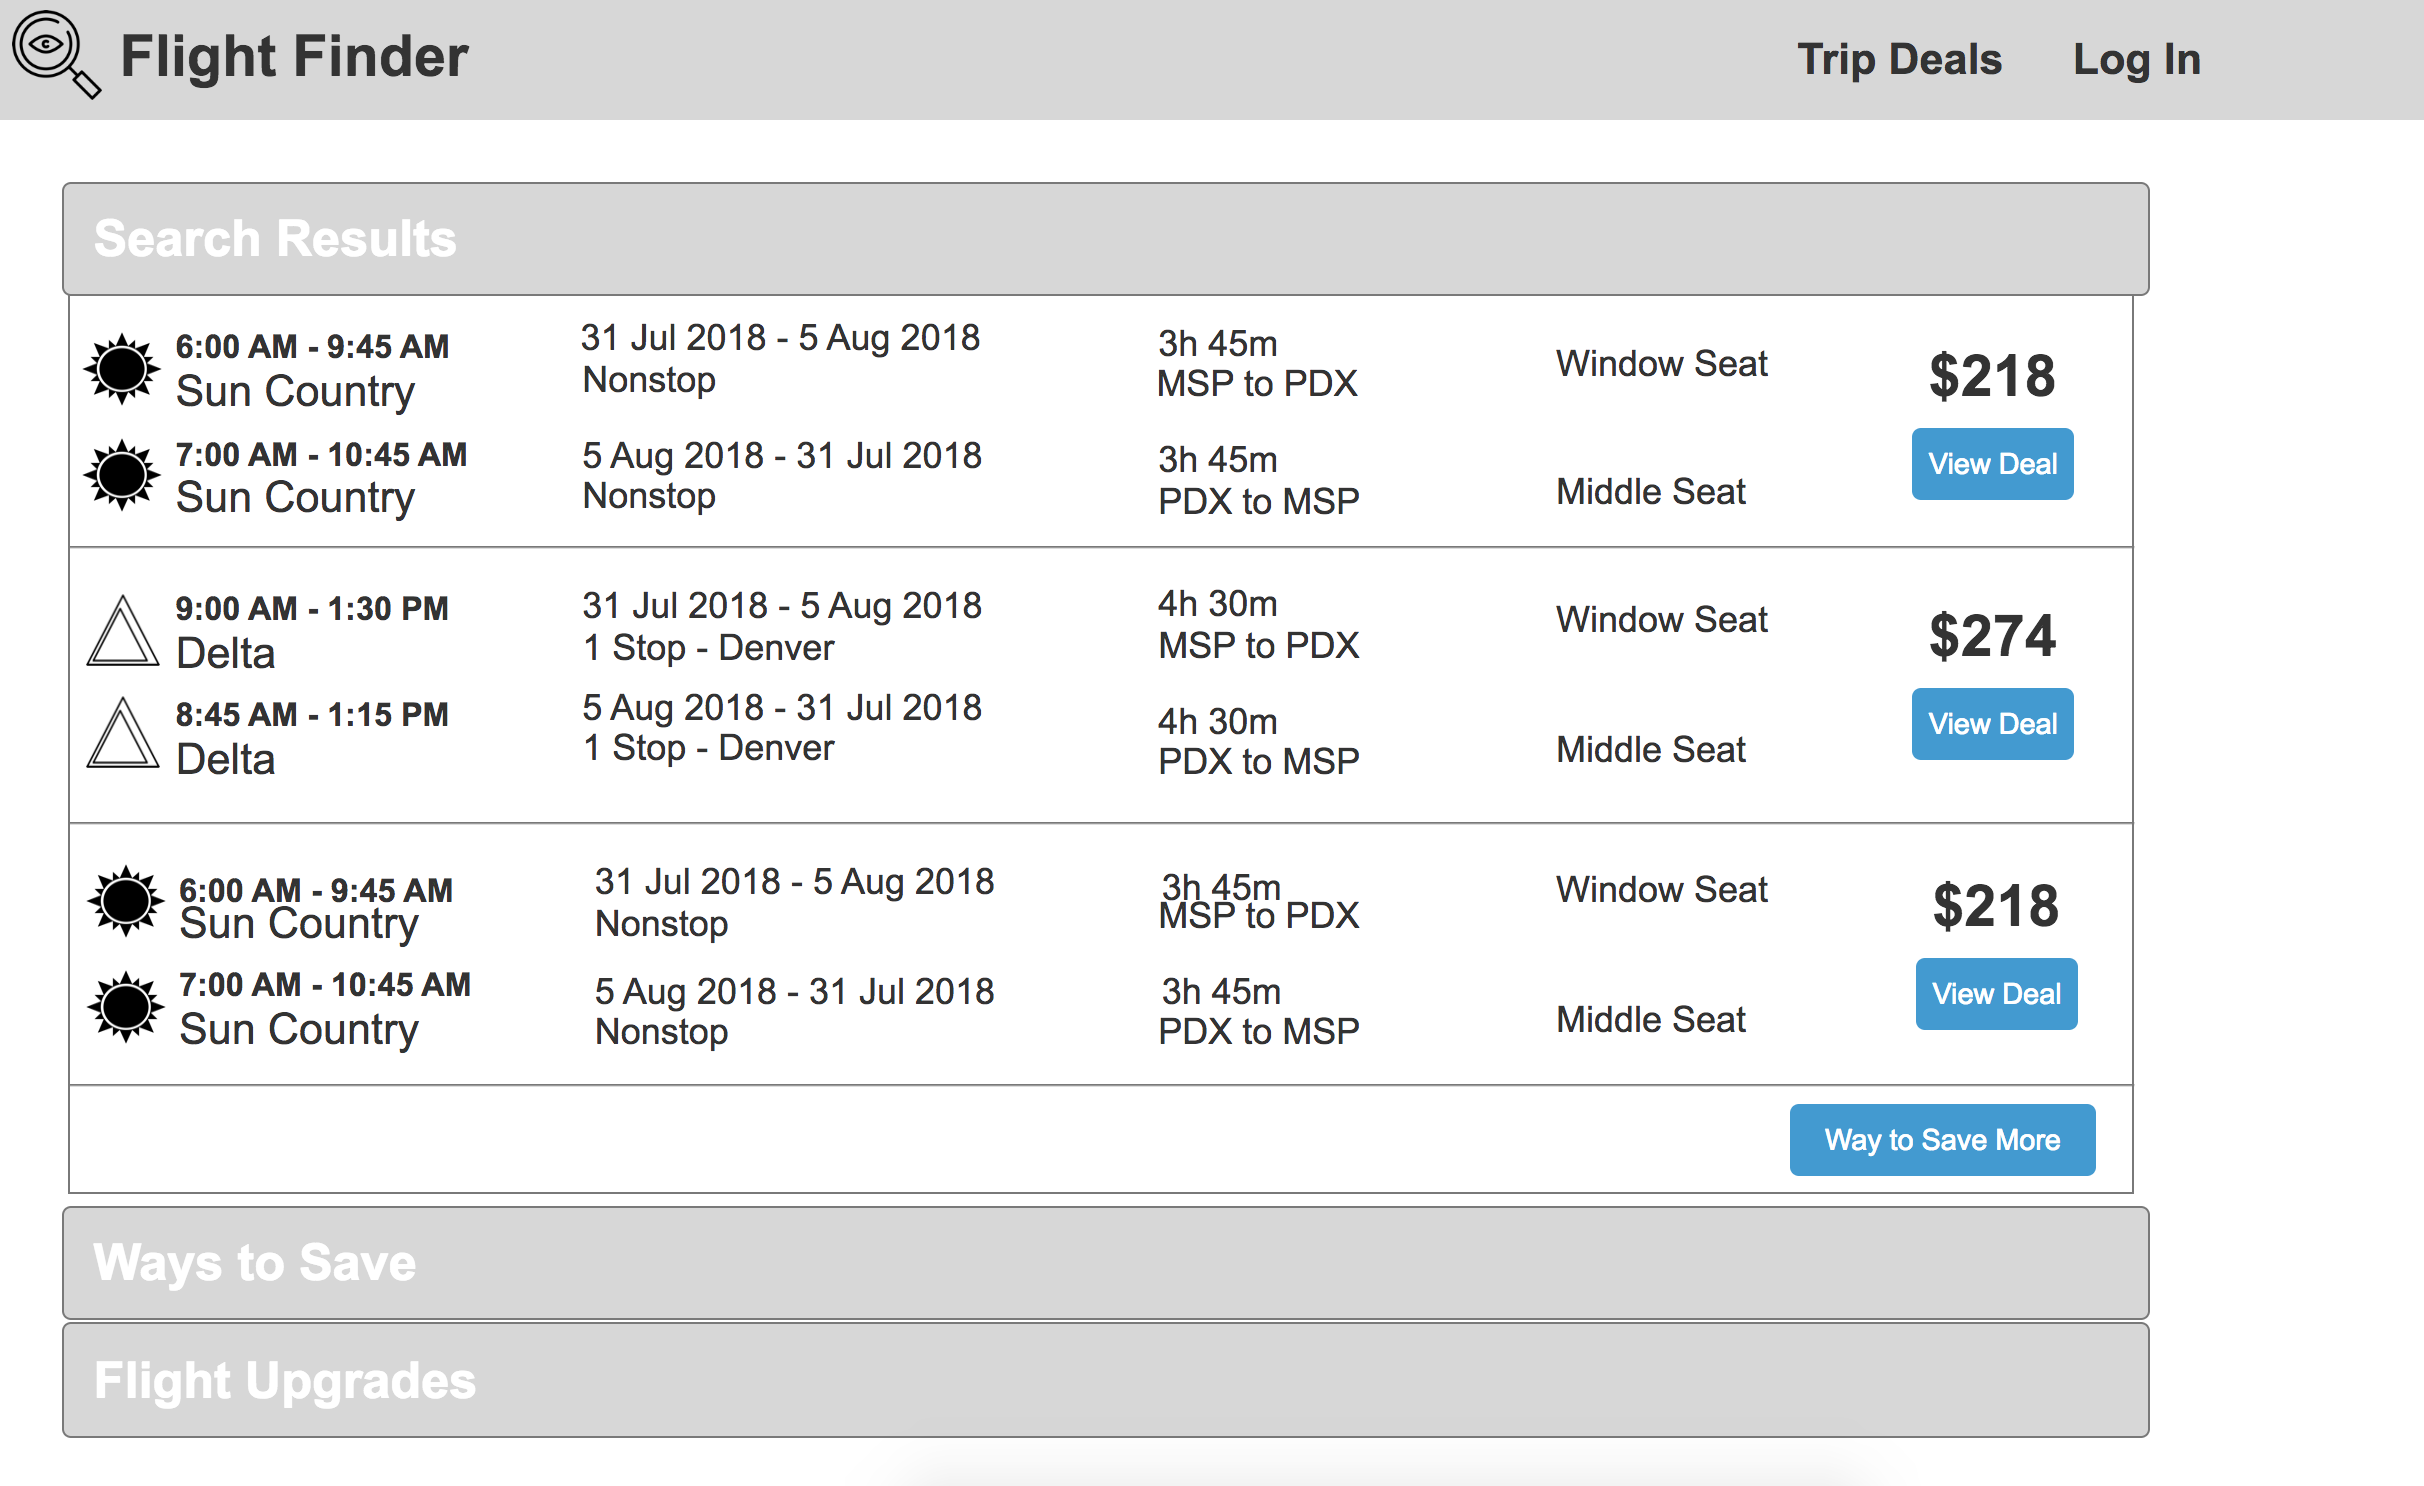 Flight Finder
Trip Deals
Log In
Search Results
6:00 AM - 9:45 AM
Sun Country
31 Jul 2018 - 5 Aug 2018
Nonstop
3h 45m
MSP to PDX
Window Seat
$218
7:00 AM - 10:45 AM
Sun Country
5 Aug 2018 - 31 Jul 2018
Nonstop
3h 45m
PDX to MSP
Middle Seat
View Deal
9:00 AM - 1:30 PM
Delta
31 Jul 2018 - 5 Aug 2018
1 Stop - Denver
4h 30m
MSP to PDX
Window Seat
$274
8:45 AM - 1:15 PM
Delta
5 Aug 2018 - 31 Jul 2018
1 Stop - Denver
4h 30m
PDX to MSP
Middle Seat
View Deal
6:00 AM - 9:45 AM
Sun Country
31 Jul 2018 - 5 Aug 2018
Nonstop
3h 45m
MSP to PDX
Window Seat
$218
7:00 AM - 10:45 AM
Sun Country
5 Aug 2018 - 31 Jul 2018
Nonstop
3h 45m
PDX to MSP
Middle Seat
View Deal
Way to Save More
Ways to Save
Flight Upgrades